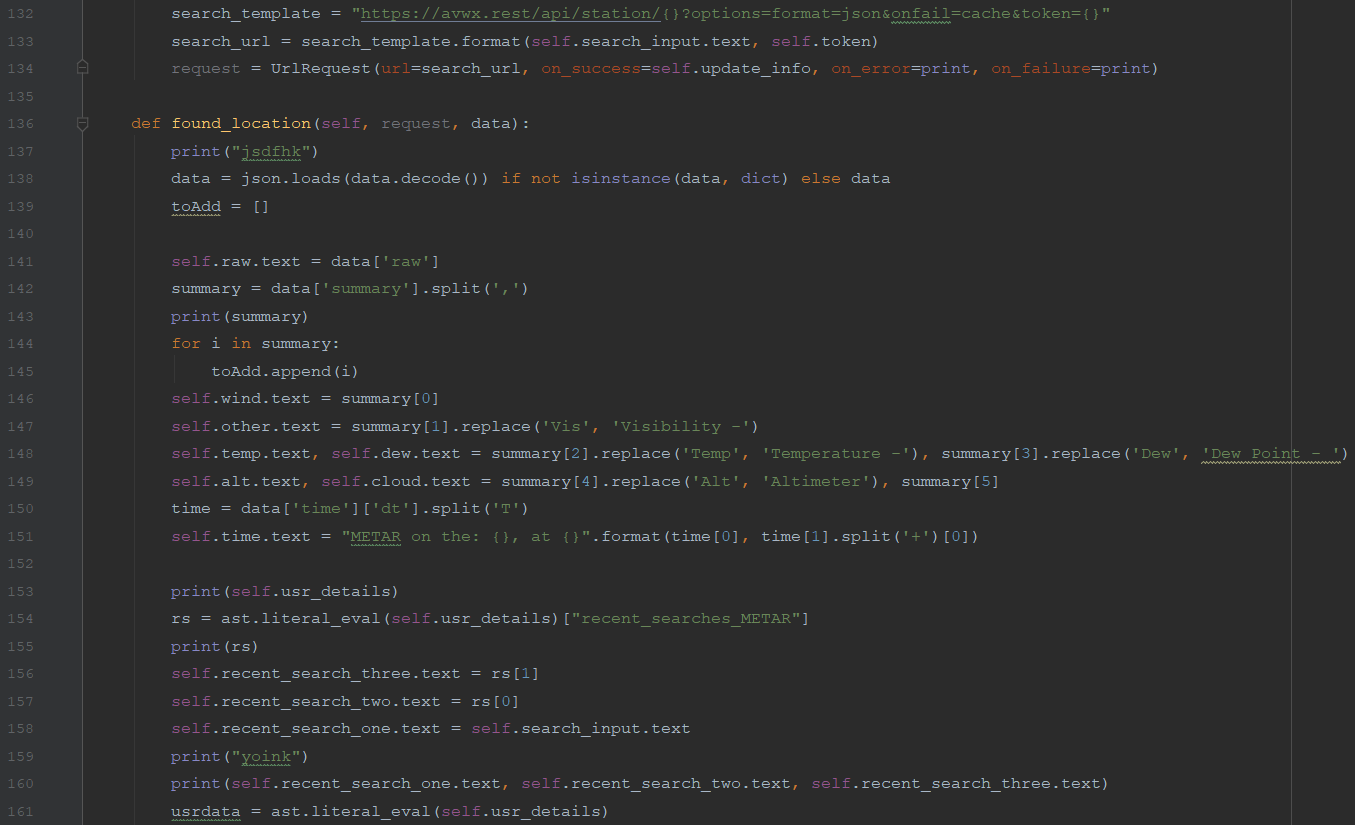 132 search_template = "https://avwx.rest/api/station/{}?options=format=json&onfail=cache&token={}"
133 search_url = search_template.format(self.search_input.text, self.token)
134 request = UrlRequest(url=search_url, on_success=self.update_info, on_error=print, on_failure=print)
135
136 def found_location(self, request, data):
137 print("jsdfhk")
138 data = json.loads(data.decode()) if not isinstance(data, dict) else data
139 toAdd = []
140
141 self.raw.text = data['raw']
142 summary = data['summary'].split(',')
143 print(summary)
144 for i in summary:
145 toAdd.append(i)
146 self.wind.text = summary[0]
147 self.other.text = summary[1].replace('Vis', 'Visibility -')
148 self.temp.text, self.dew.text = summary[2].replace('Temp', 'Temperature -'), summary[3].replace('Dew', 'Dew Point - ')
149 self.alt.text, self.cloud.text = summary[4].replace('Alt', 'Altimeter'), summary[5]
150 time = data['time']['dt'].split('T')
151 self.time.text = "METAR on the: {}, at {}".format(time[0], time[1].split('+')[0])
152
153 print(self.usr_details)
154 rs = ast.literal_eval(self.usr_details)["recent_searches_METAR"]
155 print(rs)
156 self.recent_search_three.text = rs[1]
157 self.recent_search_two.text = rs[0]
158 self.recent_search_one.text = self.search_input.text
159 print("yoink")
160 print(self.recent_search_one.text, self.recent_search_two.text, self.recent_search_three.text)
161 usrdata = ast.literal_eval(self.usr_details)